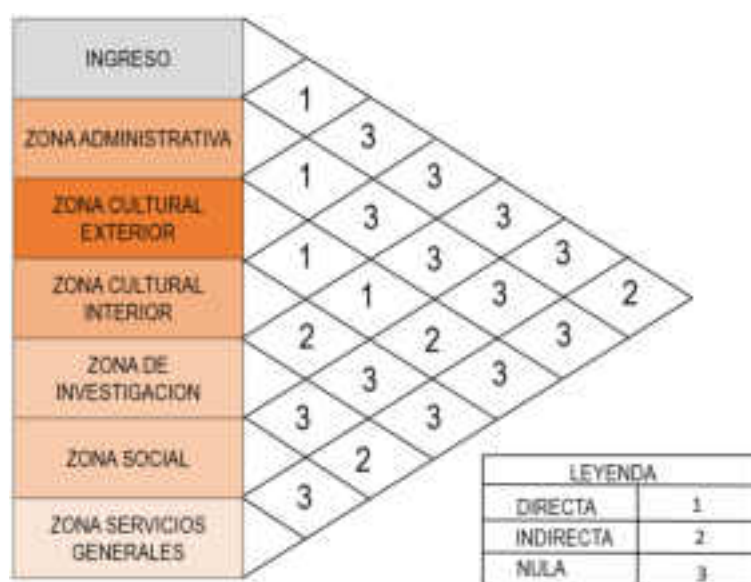 INGRESO
1
ZONA ADMINISTRATIVA
3
1
3
ZONA CULTURAL
EXTERIOR
3
3
1
3
3
ZONA CULTURAL
INTERIOR
1
3
2
2
2
3
ZONA DE
INVESTIGACION
3
3
3
3
ZONA SOCIAL
2
3
ZONA SERVICIOS
GENERALES
LEYENDA
DIRECTA 1
INDIRECTA 2
NULA 3